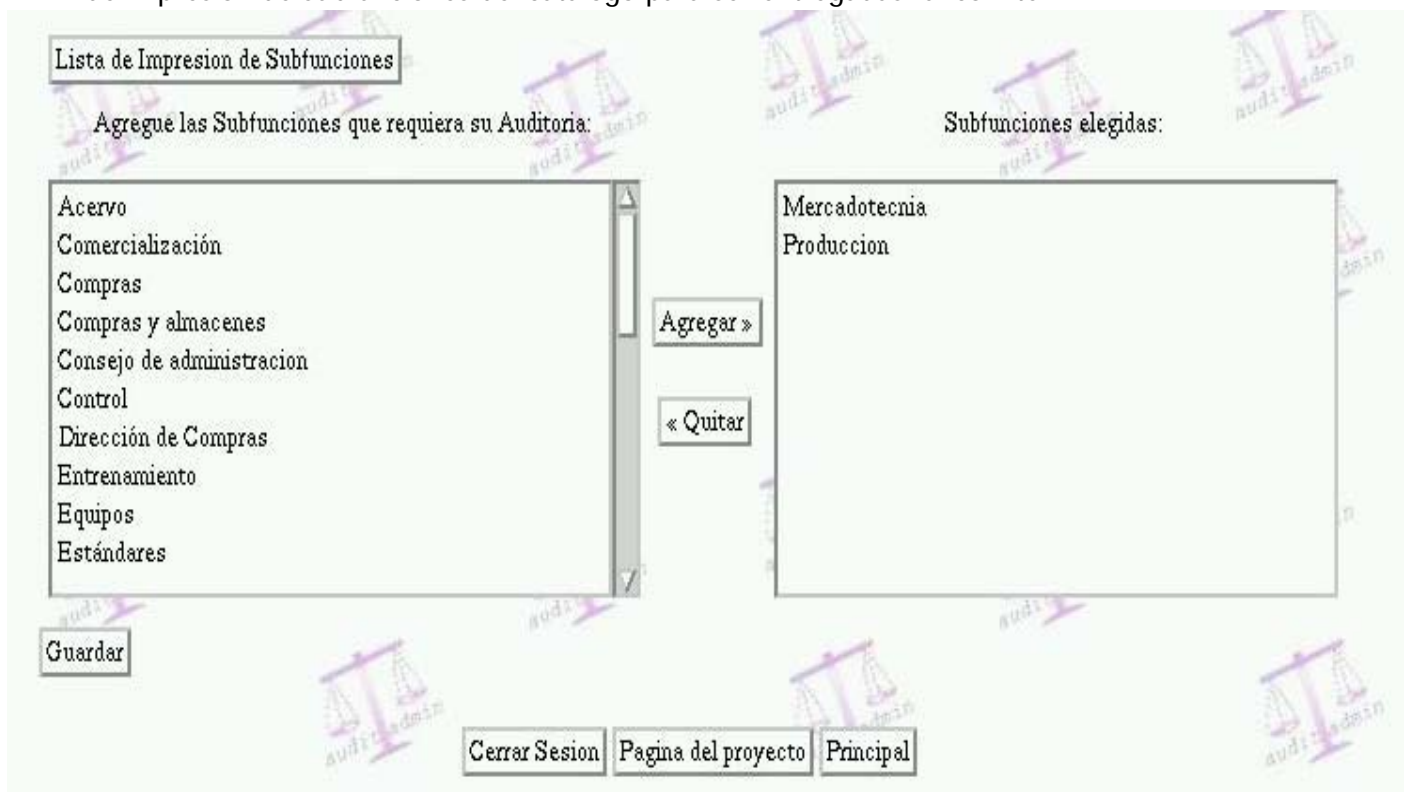 Lista de Impresion de Subfunciones
Agregue las Subfunciones que requiera su Auditoria:
Subfunciones elegidas:
Acervo
Comercialización
Compras
Compras y almacenes
Consejo de administracion
Control
Dirección de Compras
Entrenamiento
Equipos
Estándares
Agregar »
« Quitar
Mercadotecnia
Produccion
Guardar
Cerrar Sesion
Pagina del proyecto
Principal